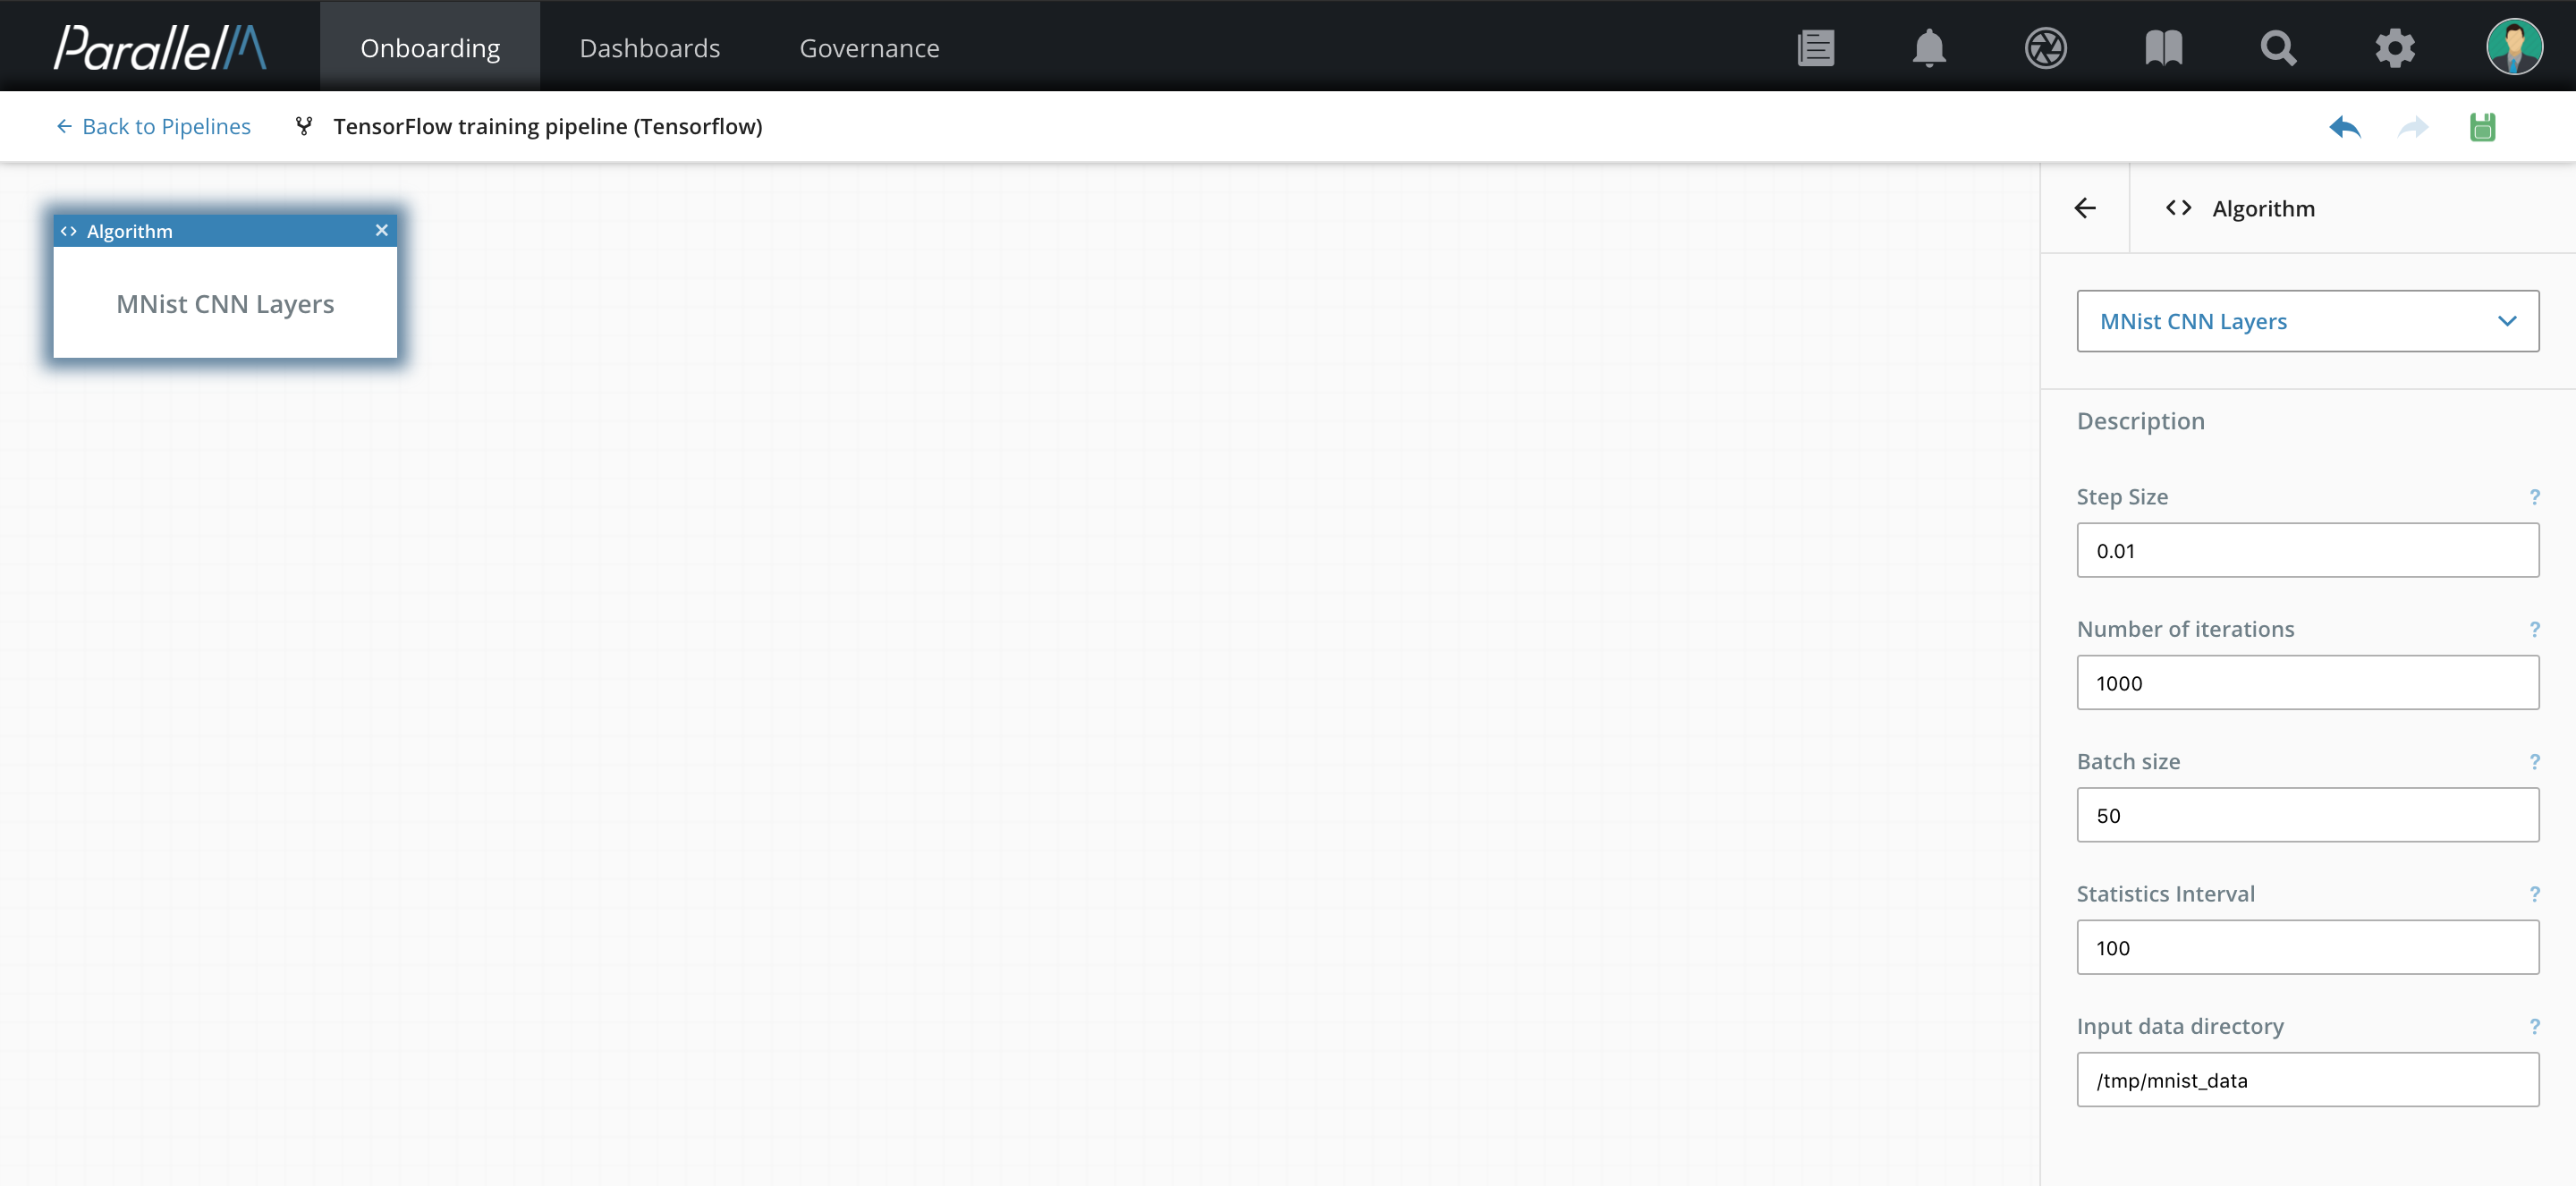 ParallelM
Onboarding
Dashboards
Governance
← Back to Pipelines
TensorFlow training pipeline (Tensorflow)
<> Algorithm ×
MNist CNN Layers
← <> Algorithm
MNist CNN Layers
Description
Step Size ?
0.01
Number of iterations ?
1000
Batch size ?
50
Statistics Interval ?
100
Input data directory ?
/tmp/mnist_data